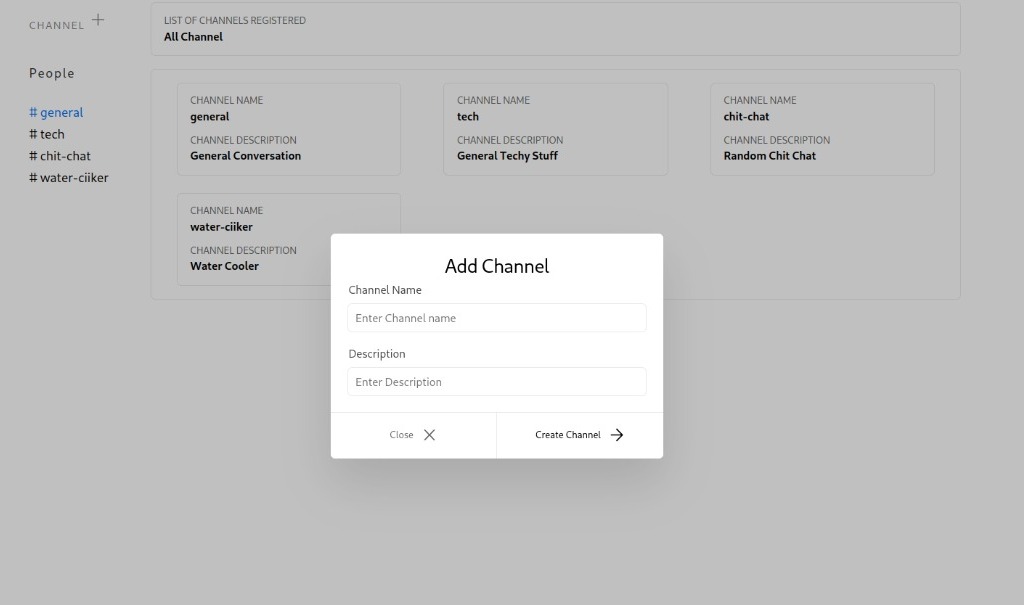 CHANNEL +
People
# general
# tech
# chit-chat
# water-ciiker
LIST OF CHANNELS REGISTERED
All Channel
CHANNEL NAME
general
CHANNEL DESCRIPTION
General Conversation
CHANNEL NAME
tech
CHANNEL DESCRIPTION
General Techy Stuff
CHANNEL NAME
chit-chat
CHANNEL DESCRIPTION
Random Chit Chat
CHANNEL NAME
water-ciiker
CHANNEL DESCRIPTION
Water Cooler
Add Channel
Channel Name
Enter Channel name
Description
Enter Description
Close
Create Channel